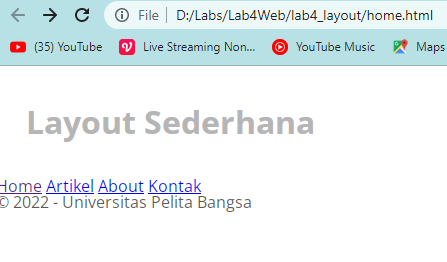 File | D:/Labs/Lab4Web/lab4_layout/home.html
(35) YouTube Live Streaming Non... YouTube Music Maps
Layout Sederhana
Home Artikel About Kontak
© 2022 - Universitas Pelita Bangsa